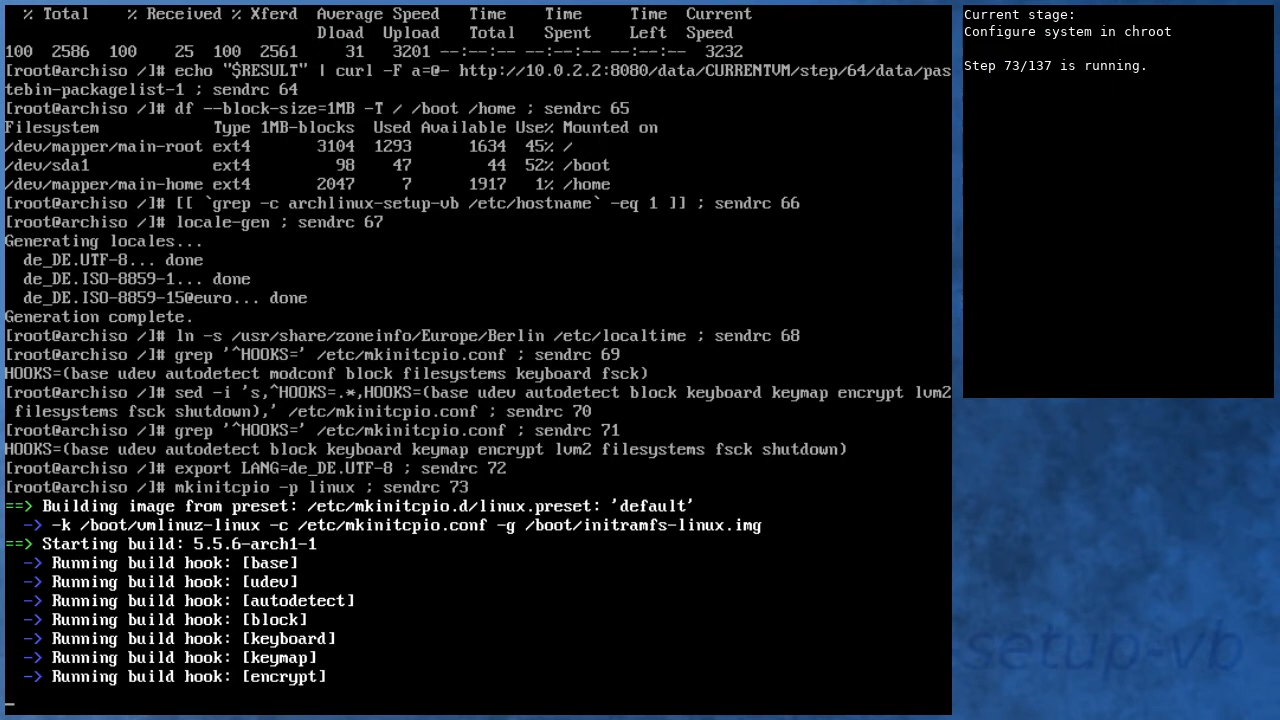 % Total    % Received % Xferd  Average Speed   Time    Time     Time  Current
                                 Dload  Upload   Total   Spent    Left  Speed
100  2586  100    25  100  2561     31   3201 --:--:-- --:--:-- --:--:--  3232
[root@archiso /]# echo "$RESULT" | curl -F a=@- http://10.0.2.2:8080/data/CURRENTVM/step/64/data/pas
tebin-packagelist-1 ; sendrc 64
[root@archiso /]# df --block-size=1MB -T / /boot /home ; sendrc 65
Filesystem            Type 1MB-blocks  Used Available Use% Mounted on
/dev/mapper/main-root ext4       3104  1293      1634  45% /
/dev/sda1             ext4         98    47        44  52% /boot
/dev/mapper/main-home ext4       2047     7      1917   1% /home
[root@archiso /]# [[ `grep -c archlinux-setup-vb /etc/hostname` -eq 1 ]] ; sendrc 66
[root@archiso /]# locale-gen ; sendrc 67
Generating locales...
  de_DE.UTF-8... done
  de_DE.ISO-8859-1... done
  de_DE.ISO-8859-15@euro... done
Generation complete.
[root@archiso /]# ln -s /usr/share/zoneinfo/Europe/Berlin /etc/localtime ; sendrc 68
[root@archiso /]# grep '^HOOKS=' /etc/mkinitcpio.conf ; sendrc 69
HOOKS=(base udev autodetect modconf block filesystems keyboard fsck)
[root@archiso /]# sed -i 's,^HOOKS=.*,HOOKS=(base udev autodetect block keyboard keymap encrypt lvm2
 filesystems fsck shutdown),' /etc/mkinitcpio.conf ; sendrc 70
[root@archiso /]# grep '^HOOKS=' /etc/mkinitcpio.conf ; sendrc 71
HOOKS=(base udev autodetect block keyboard keymap encrypt lvm2 filesystems fsck shutdown)
[root@archiso /]# export LANG=de_DE.UTF-8 ; sendrc 72
[root@archiso /]# mkinitcpio -p linux ; sendrc 73
==> Building image from preset: /etc/mkinitcpio.d/linux.preset: 'default'
  -> -k /boot/vmlinuz-linux -c /etc/mkinitcpio.conf -g /boot/initramfs-linux.img
==> Starting build: 5.5.6-arch1-1
  -> Running build hook: [base]
  -> Running build hook: [udev]
  -> Running build hook: [autodetect]
  -> Running build hook: [block]
  -> Running build hook: [keyboard]
  -> Running build hook: [keymap]
  -> Running build hook: [encrypt]
_
Current stage:
Configure system in chroot
Step 73/137 is running.
setup-vb